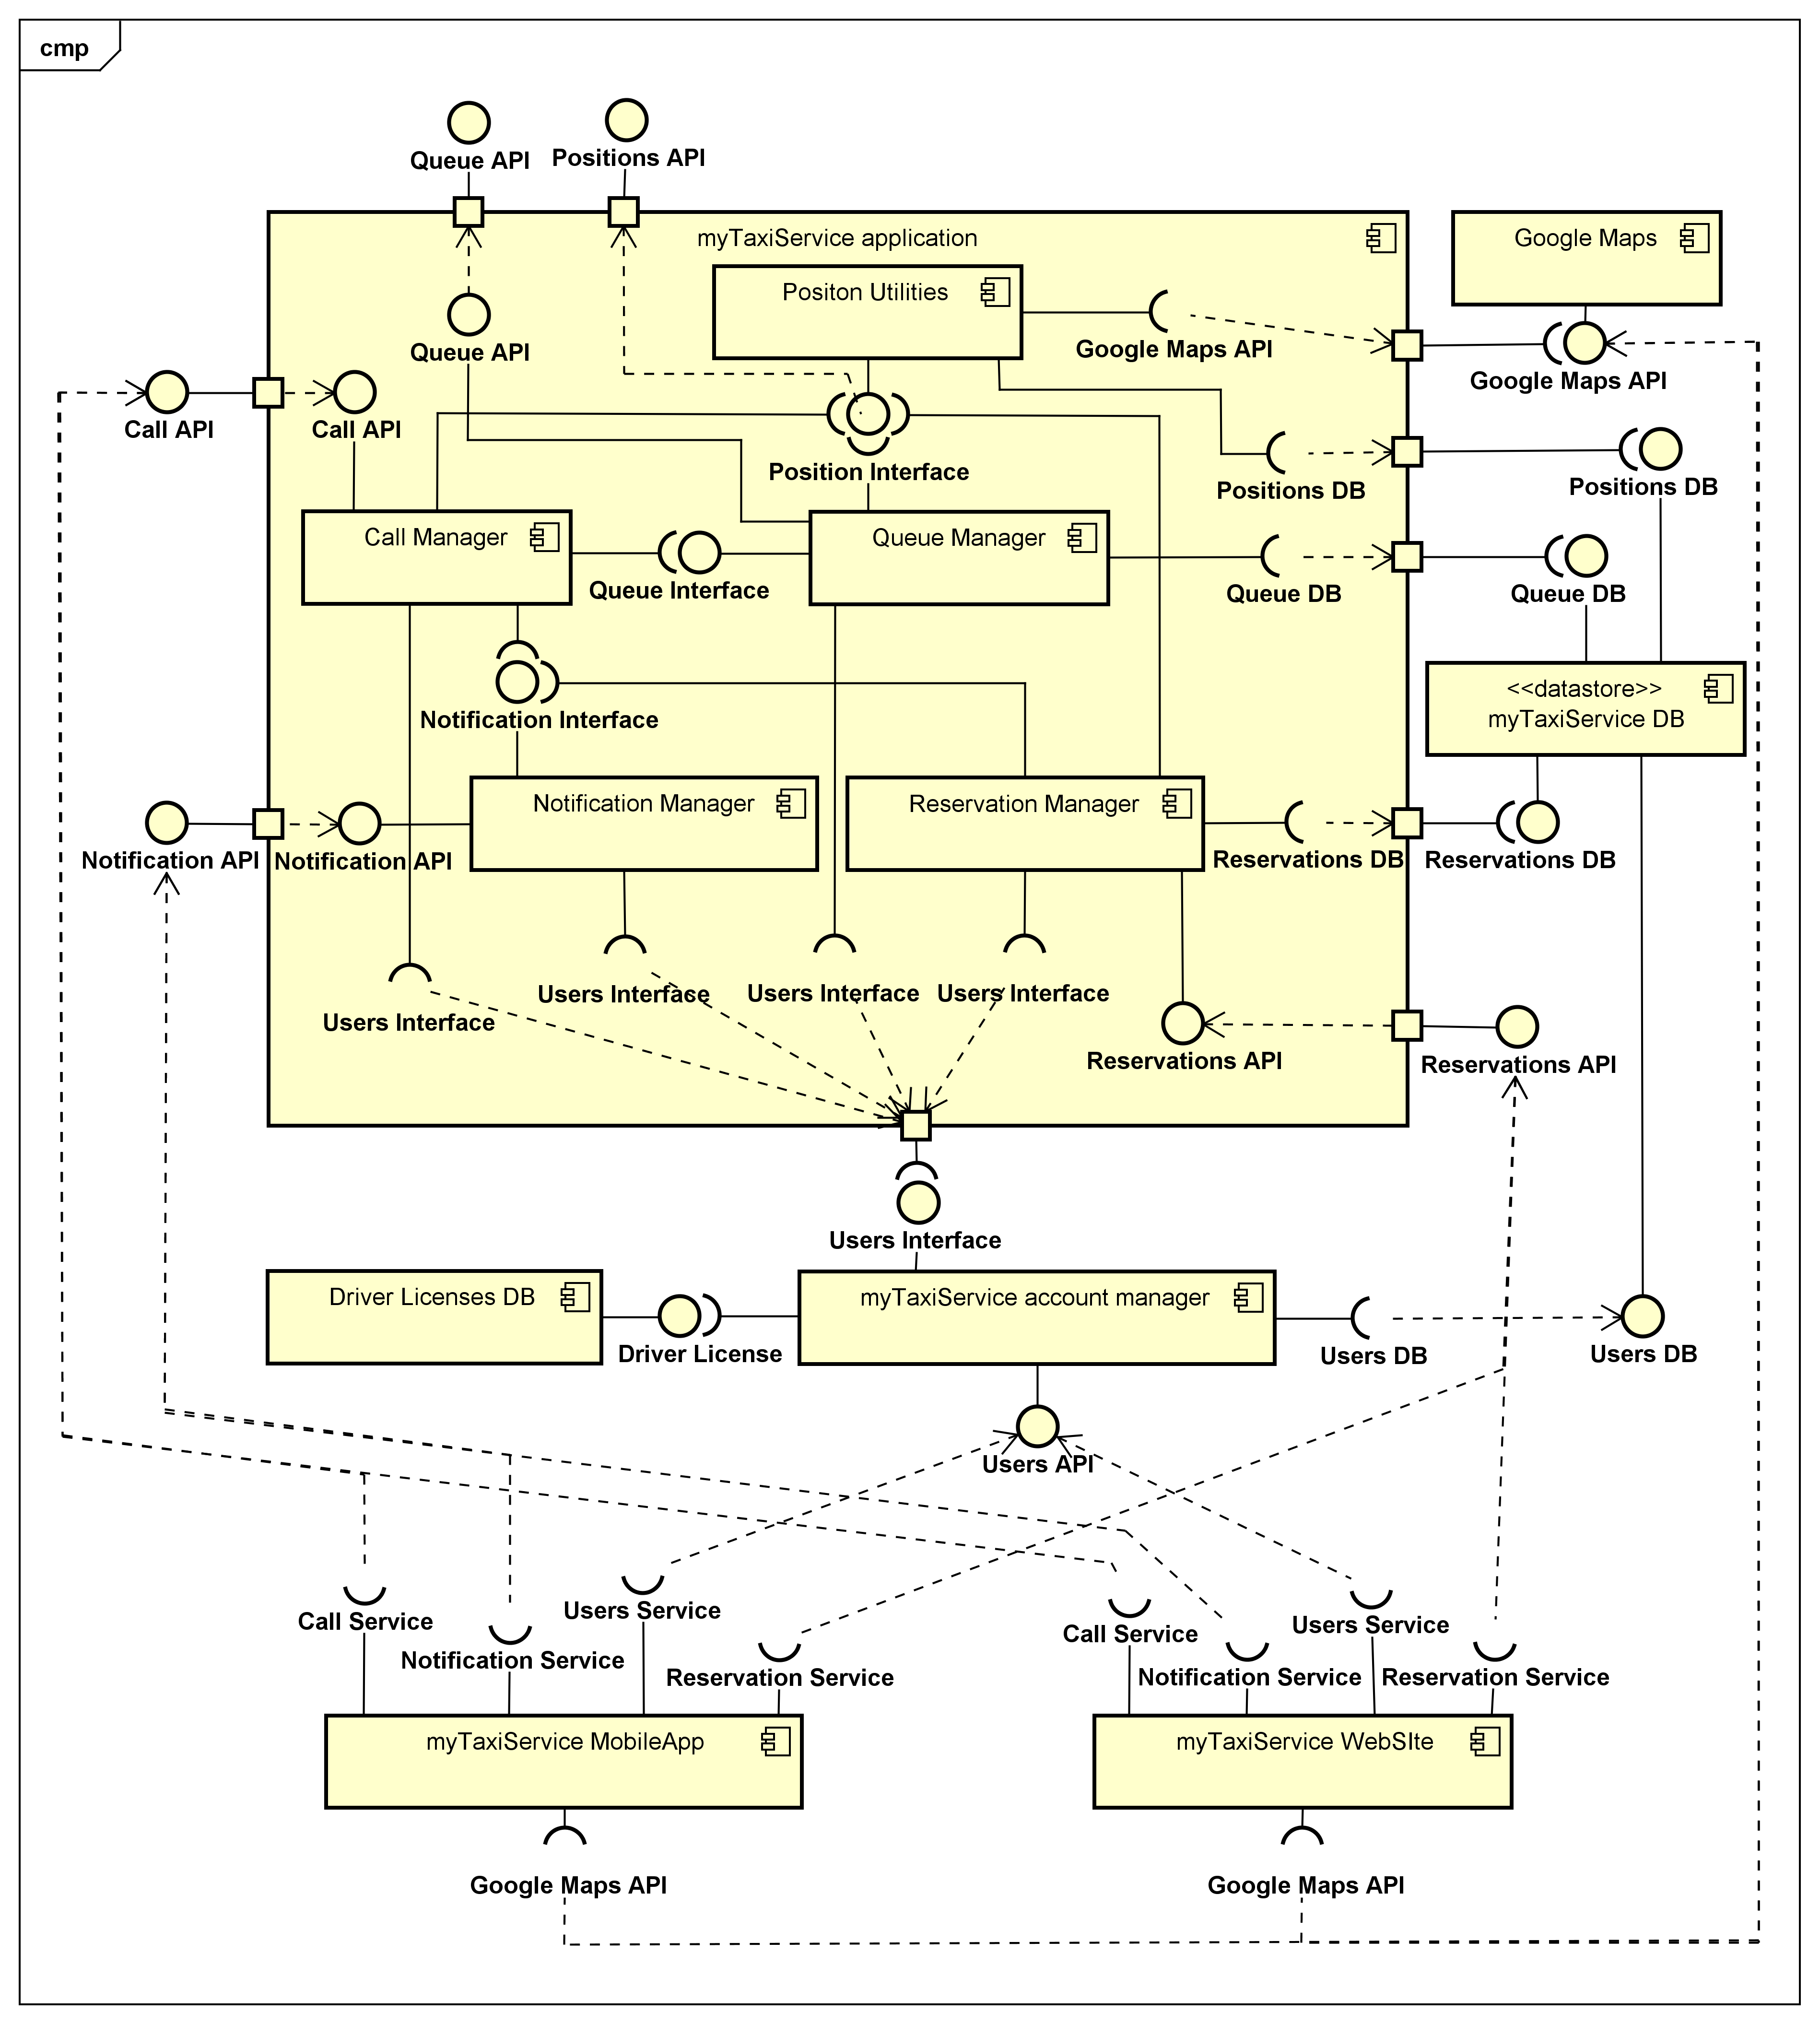 cmp
Queue API
Positions API
myTaxiService application
Google Maps
Positon Utilities
Queue API
Google Maps API
Google Maps API
Call API
Call API
Position Interface
Positions DB
Positions DB
Call Manager
Queue Manager
Queue Interface
Queue DB
Queue DB
<<datastore>>
myTaxiService DB
Notification Interface
Notification Manager
Reservation Manager
Notification API
Notification API
Reservations DB
Reservations DB
Users Interface
Users Interface
Users Interface
Users Interface
Reservations API
Reservations API
Users Interface
Driver Licenses DB
myTaxiService account manager
Driver License
Users DB
Users DB
Users API
Call Service
Notification Service
Users Service
Reservation Service
Call Service
Notification Service
Users Service
Reservation Service
myTaxiService MobileApp
myTaxiService WebSIte
Google Maps API
Google Maps API